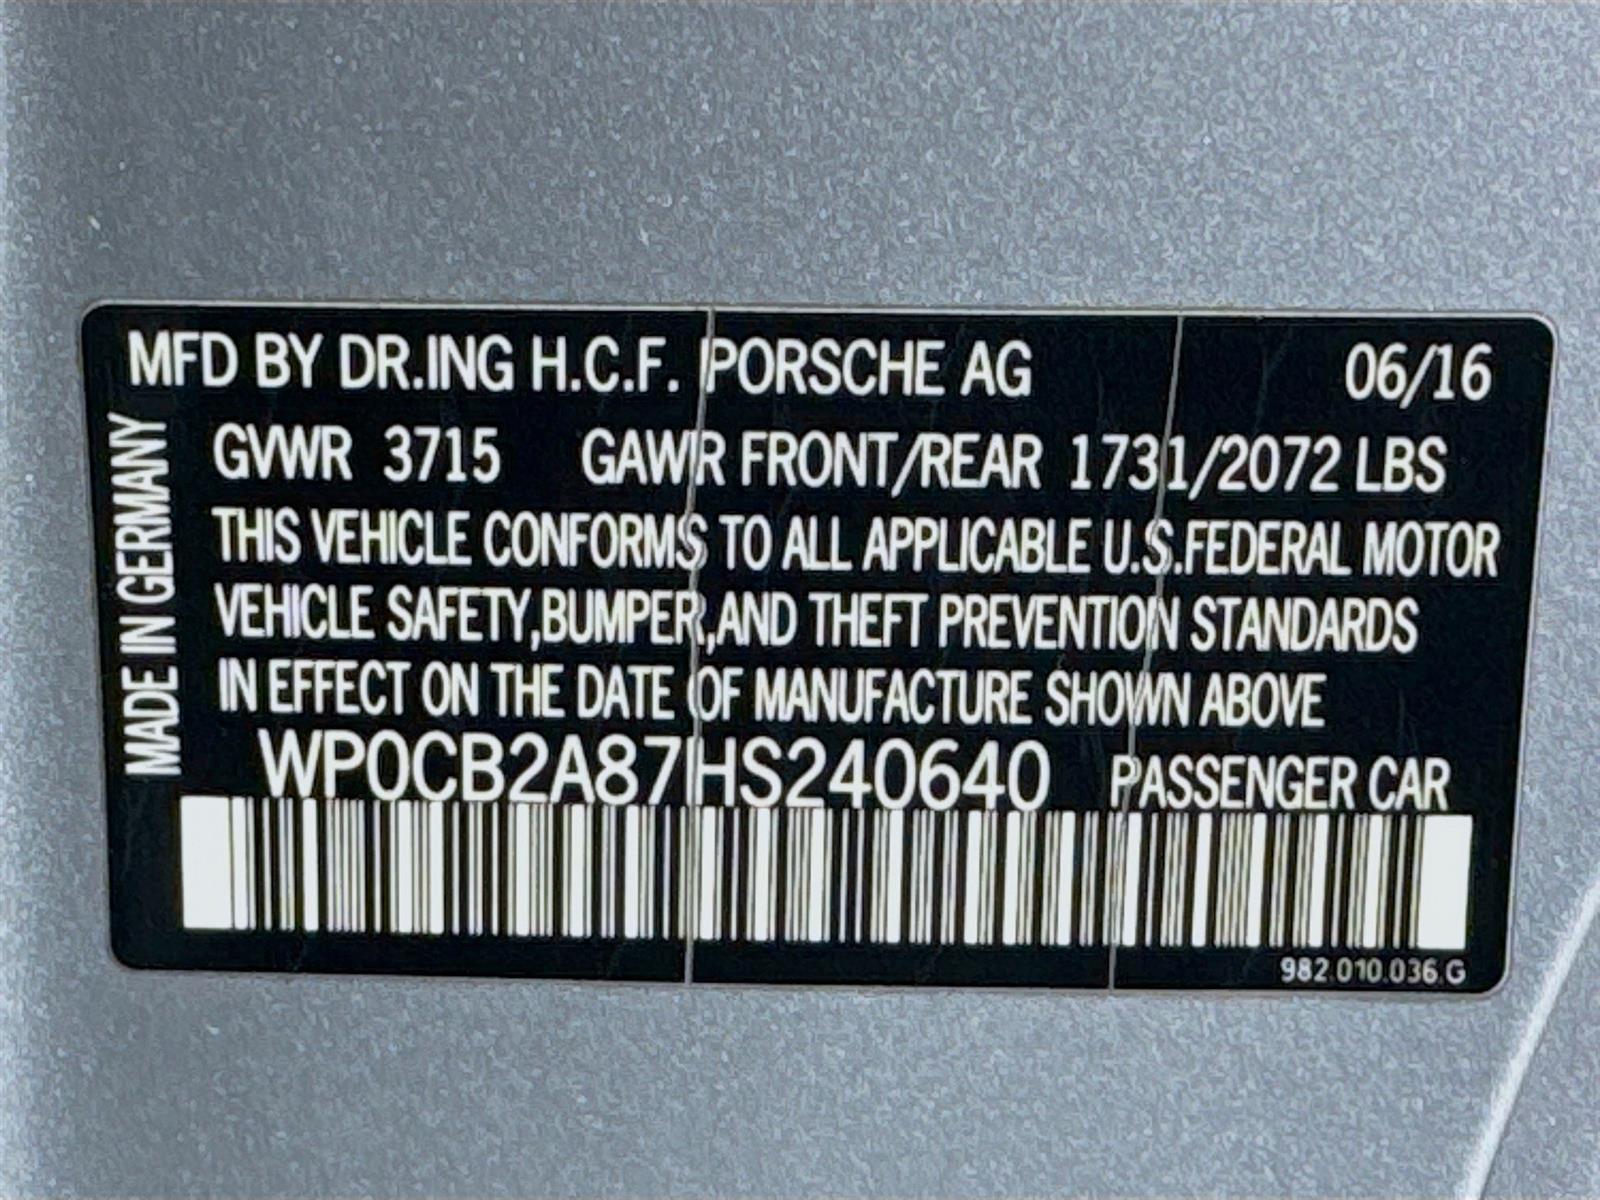 MFD BY DR.ING H.C.F. PORSCHE AG 06/16
GVWR 3715 GAWR FRONT/REAR 1731/2072 LBS
THIS VEHICLE CONFORMS TO ALL APPLICABLE U.S.FEDERAL MOTOR
VEHICLE SAFETY,BUMPER,AND THEFT PREVENTION STANDARDS
IN EFFECT ON THE DATE OF MANUFACTURE SHOWN ABOVE
WP0CB2A87HS240640 PASSENGER CAR
982.010.036.G
MADE IN GERMANY